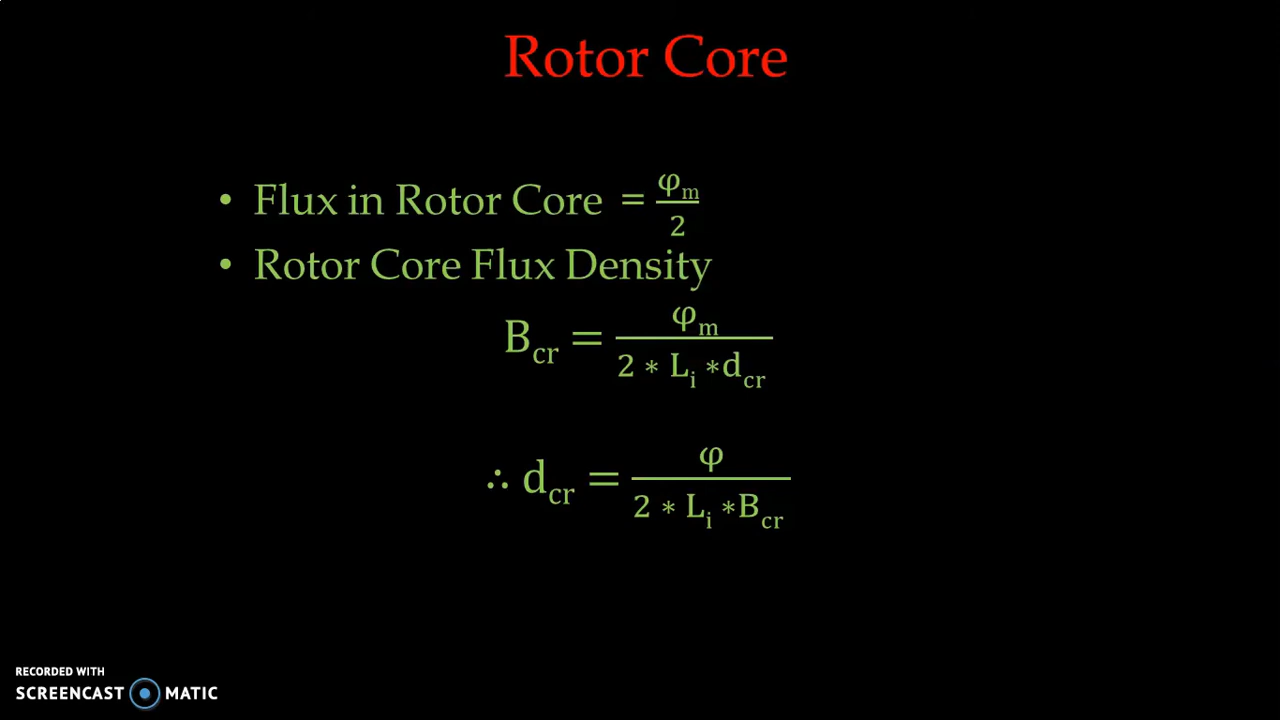 Rotor Core
• Flux in Rotor Core = φm/2
• Rotor Core Flux Density
Bcr = φm / 2 * Li *dcr
∴ dcr = φ / 2 * Li *Bcr
RECORDED WITH
SCREENCAST MATIC